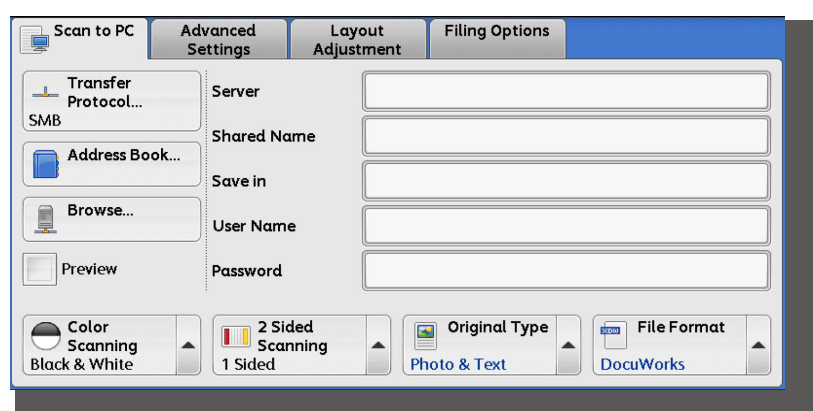 Scan to PC
Advanced
Settings
Layout
Adjustment
Filing Options
Transfer
Protocol...
SMB
Address Book...
Browse...
Preview
Server
Shared Name
Save in
User Name
Password
Color
Scanning
Black & White
2 Sided
Scanning
1 Sided
Original Type
Photo & Text
XDW
File Format
DocuWorks